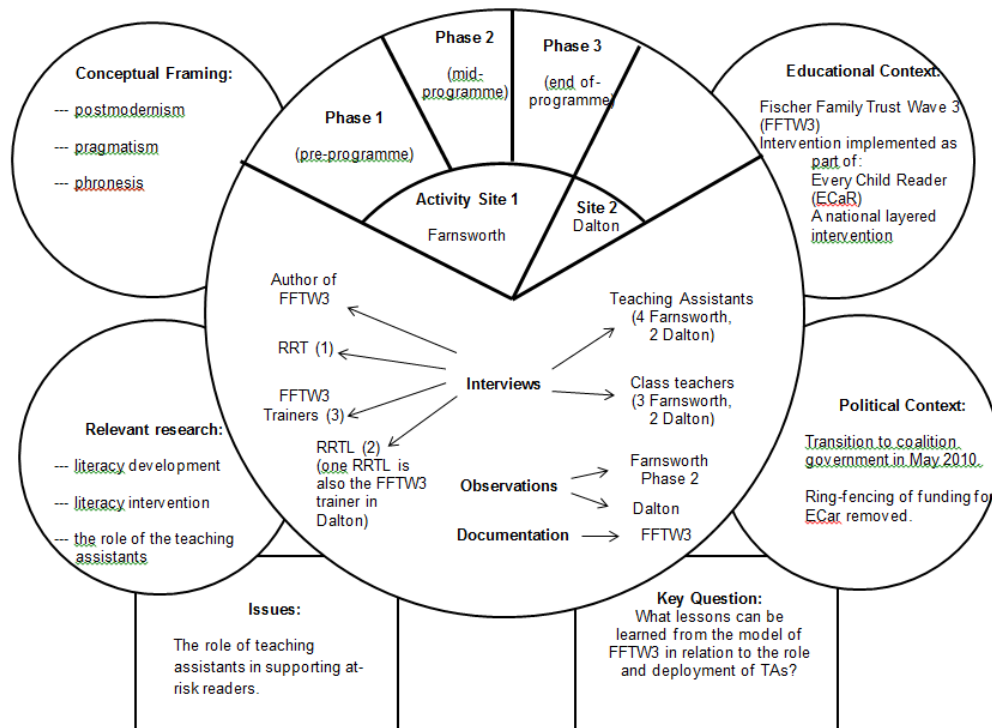 Conceptual Framing:
--- postmodernism
--- pragmatism
--- phronesis
Phase 1
(pre-programme)
Phase 2
(mid-
programme)
Phase 3
(end of-
programme)
Activity Site 1
Farnsworth
Site 2
Dalton
Educational Context:
Fischer Family Trust Wave 3
(FFTW3)
Intervention implemented as
part of:
Every Child Reader
(ECaR)
A national layered
intervention
Author of
FFTW3
RRT (1)
FFTW3
Trainers (3)
RRTL (2)
(one RRTL is
also the FFTW3
trainer in
Dalton)
Interviews
Teaching Assistants
(4 Farnsworth,
2 Dalton)
Class teachers
(3 Farnsworth,
2 Dalton)
Observations
Farnsworth
Phase 2
Dalton
Documentation
FFTW3
Relevant research:
--- literacy development
--- literacy intervention
--- the role of the teaching
assistants
Political Context:
Transition to coalition
government in May 2010.
Ring-fencing of funding for
ECar removed.
Issues:
The role of teaching
assistants in supporting at-
risk readers.
Key Question:
What lessons can be
learned from the model of
FFTW3 in relation to the role
and deployment of TAs?